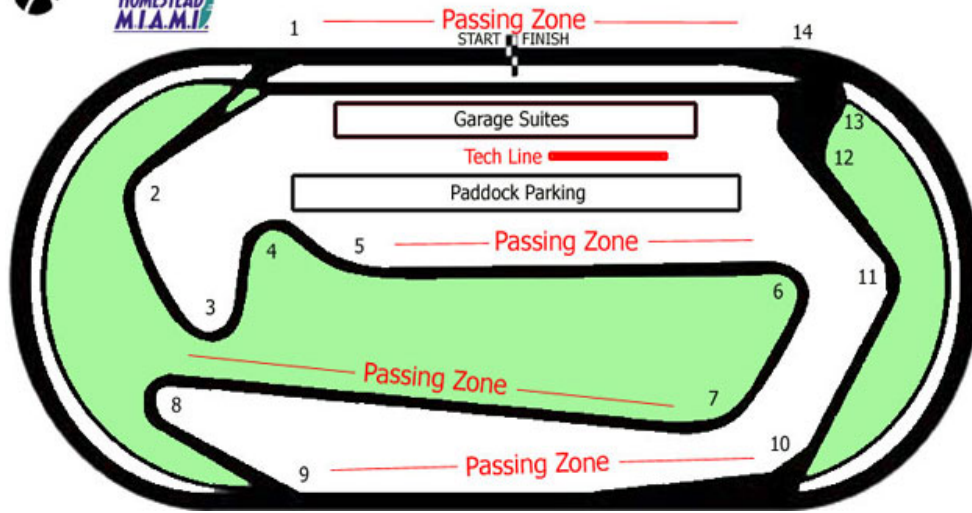 HOMESTEAD
M.I.A.M.I.
1
Passing Zone
14
START FINISH
Garage Suites
13
Tech Line
12
2
Paddock Parking
4
5
Passing Zone
11
6
3
Passing Zone
7
8
10
9
Passing Zone